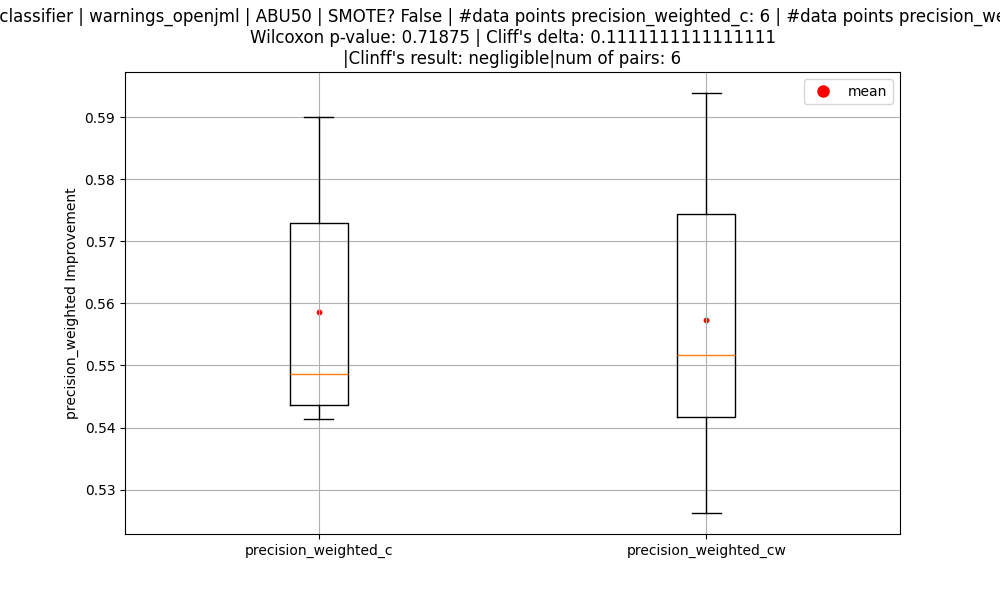 classifier | warnings_openjml | ABU50 | SMOTE? False | #data points precision_weighted_c: 6 | #data points
Wilcoxon p-value: 0.71875 | Cliff's delta: 0.1111111111111111
|Clinff's result: negligible|num of pairs: 6
mean
precision_weighted Improvement
0.59
0.58
0.57
0.56
0.55
0.54
0.53
precision_weighted_c
precision_weighted_cw